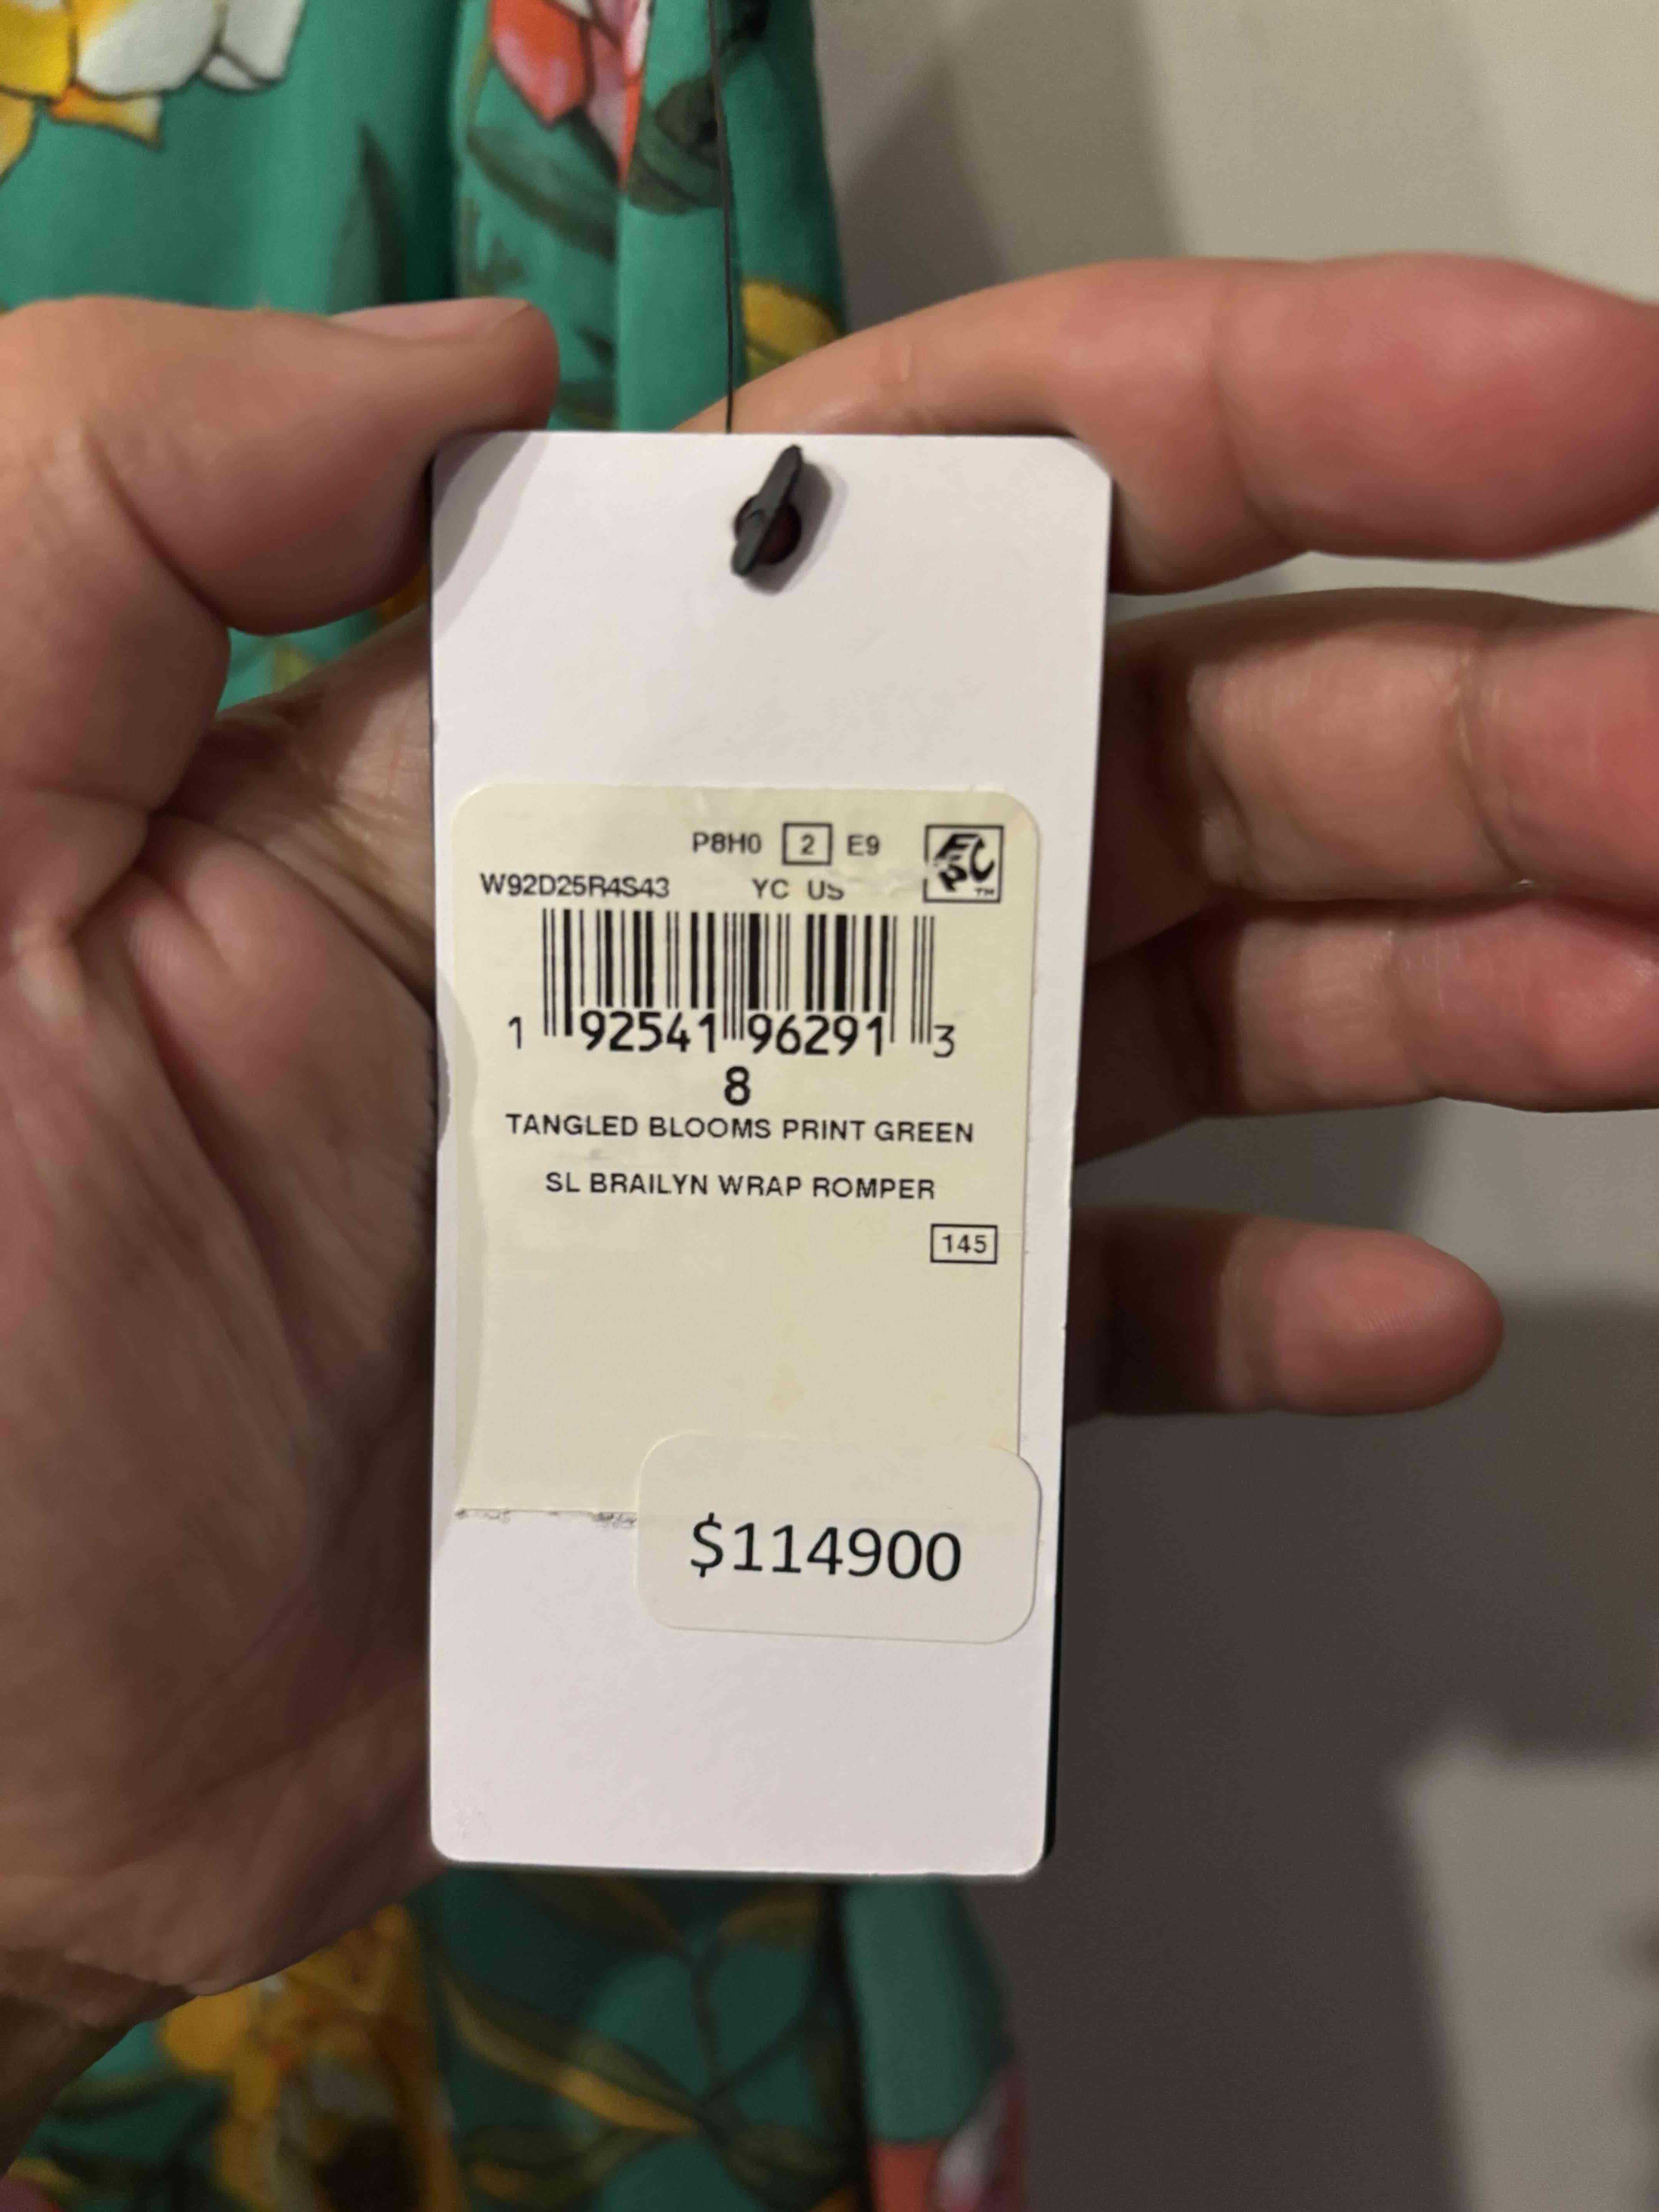 P8H0 2 E9
W92D25R4S43 YC US
1 92541 96291 3
8
TANGLED BLOOMS PRINT GREEN
SL BRAILYN WRAP ROMPER
145
$114900